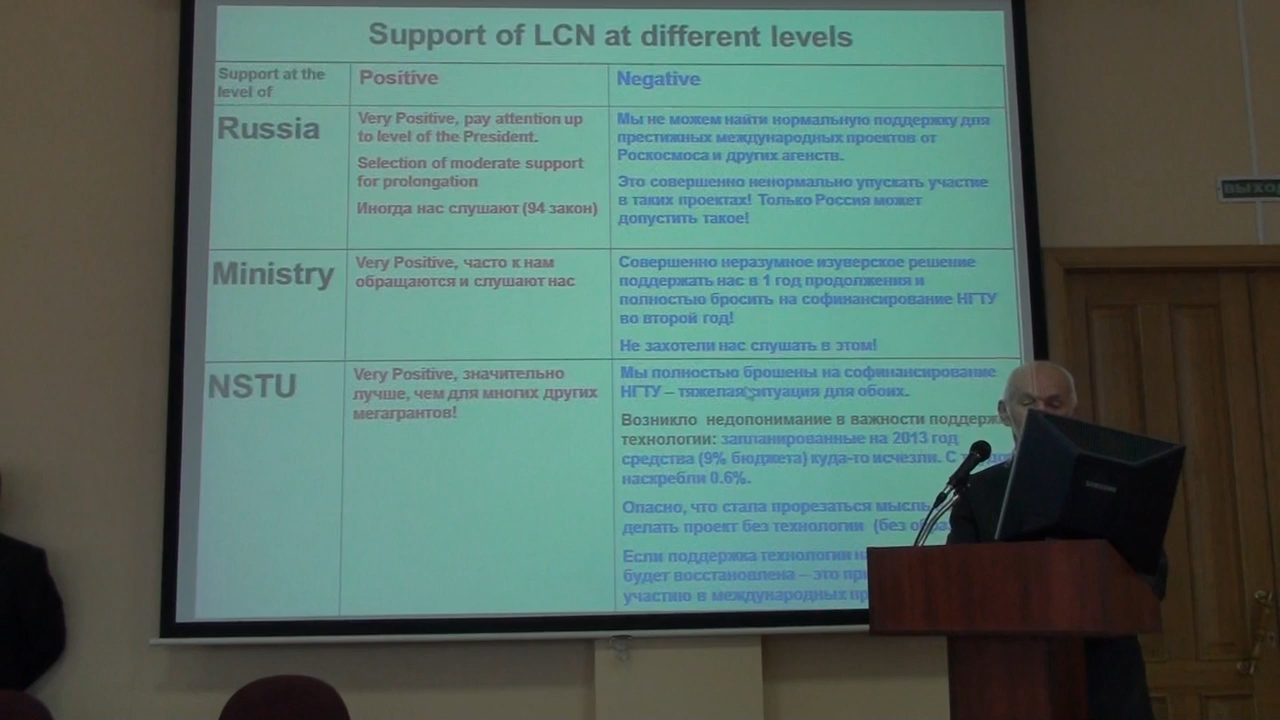 Support of LCN at different levels
Support at the
level of
Positive
Negative
Russia
Very Positive, pay attention up
to level of the President.
Selection of moderate support
for prolongation
Иногда нас слушают (94 закон)
Мы не можем найти нормальную поддержку для
престижных международных проектов от
Роскосмоса и других агенств.
Это совершенно ненормально упускать участие
в таких проектах! Только Россия может
допустить такое!
Ministry
Very Positive, часто к нам
обращаются и слушают нас
Совершенно неразумное изуверское решение
поддержать нас в 1 год продолжения и
полностью бросить на софинансирование НГТУ
во второй год!
Не захотели нас слушать в этом!
NSTU
Very Positive, значительно
лучше, чем для многих других
мегагрантов!
Мы полностью брошены на софинансирование
НГТУ – тяжелая ситуация для обоих.
Возникло недопонимание в важности
технологии: запланированные на 2013 год
средства (9% бюджета) куда-то исчезли. С
наскребли 0.6%.
Опасно, что стала прорезаться мысль
делать проект без технологии (без
Если поддержка технологии
будет восстановлена – это
участию в международных
ВЫХОД
SAMSUNG